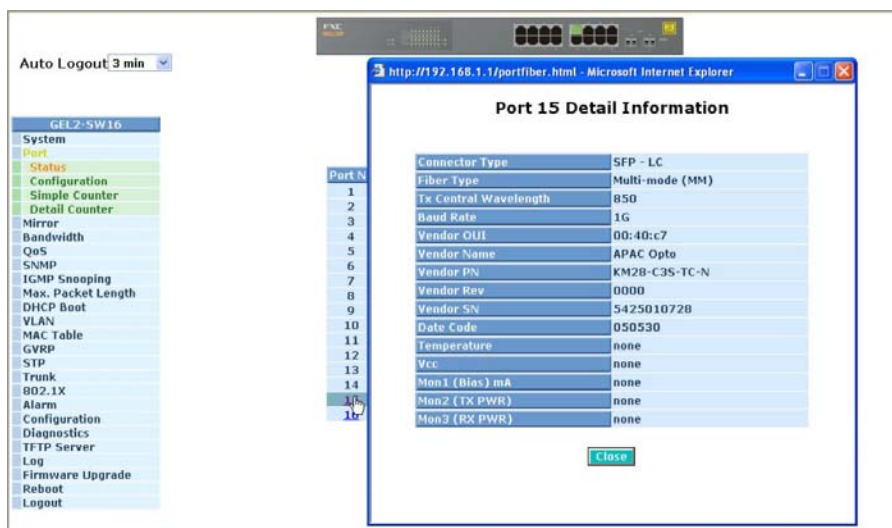 FXC
Auto Logout 3 min
http://192.168.1.1/portfiber.html - Microsoft Internet Explorer
Port 15 Detail Information
GEL2-SW16
System
Port
Status
Configuration
Simple Counter
Detail Counter
Mirror
Bandwidth
QoS
SNMP
IGMP Snooping
Max. Packet Length
DHCP Boot
VLAN
MAC Table
GVRP
STP
Trunk
802.1X
Alarm
Configuration
Diagnostics
TFTP Server
Log
Firmware Upgrade
Reboot
Logout
Port N
1
2
3
4
5
6
7
8
9
10
11
12
13
14
15
16
Connector Type SFP - LC
Fiber Type Multi-mode (MM)
Tx Central Wavelength 850
Baud Rate 1G
Vendor OUI 00:40:c7
Vendor Name APAC Opto
Vendor PN KM28-C3S-TC-N
Vendor Rev 0000
Vendor SN 5425010728
Date Code 050530
Temperature none
Vcc none
Mon1 (Bias) mA none
Mon2 (TX PWR) none
Mon3 (RX PWR) none
Close